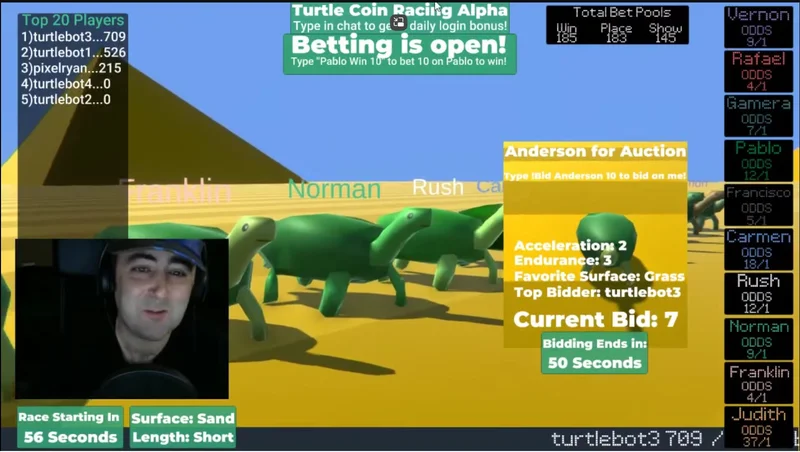 Top 20 Players
1)turtlebot3...709
2)turtlebot1...526
3)pixelryan...215
4)turtlebot4...0
5)turtlebot2...0
Turtle Coin Racing Alpha
Type in chat to ge daily login bonus!
Betting is open!
Type "Pablo Win 10" to bet 10 on Pablo to win!
Total Bet Pools
Win Place Show
185 183 145
Vernon
ODDS
9/1
Rafael
ODDS
4/1
Gamera
ODDS
7/1
Pablo
ODDS
12/1
Francisco
ODDS
5/1
Carmen
ODDS
18/1
Rush
ODDS
12/1
Norman
ODDS
9/1
Franklin
ODDS
4/1
Judith
ODDS
37/1
Franklin
Norman
Rush
Anderson for Auction
Type !Bid Anderson 10 to bid on me!
Acceleration: 2
Endurance: 3
Favorite Surface: Grass
Top Bidder: turtlebot3
Current Bid: 7
Bidding Ends in:
50 Seconds
Race Starting In
56 Seconds
Surface: Sand
Length: Short
turtlebot3 709 /